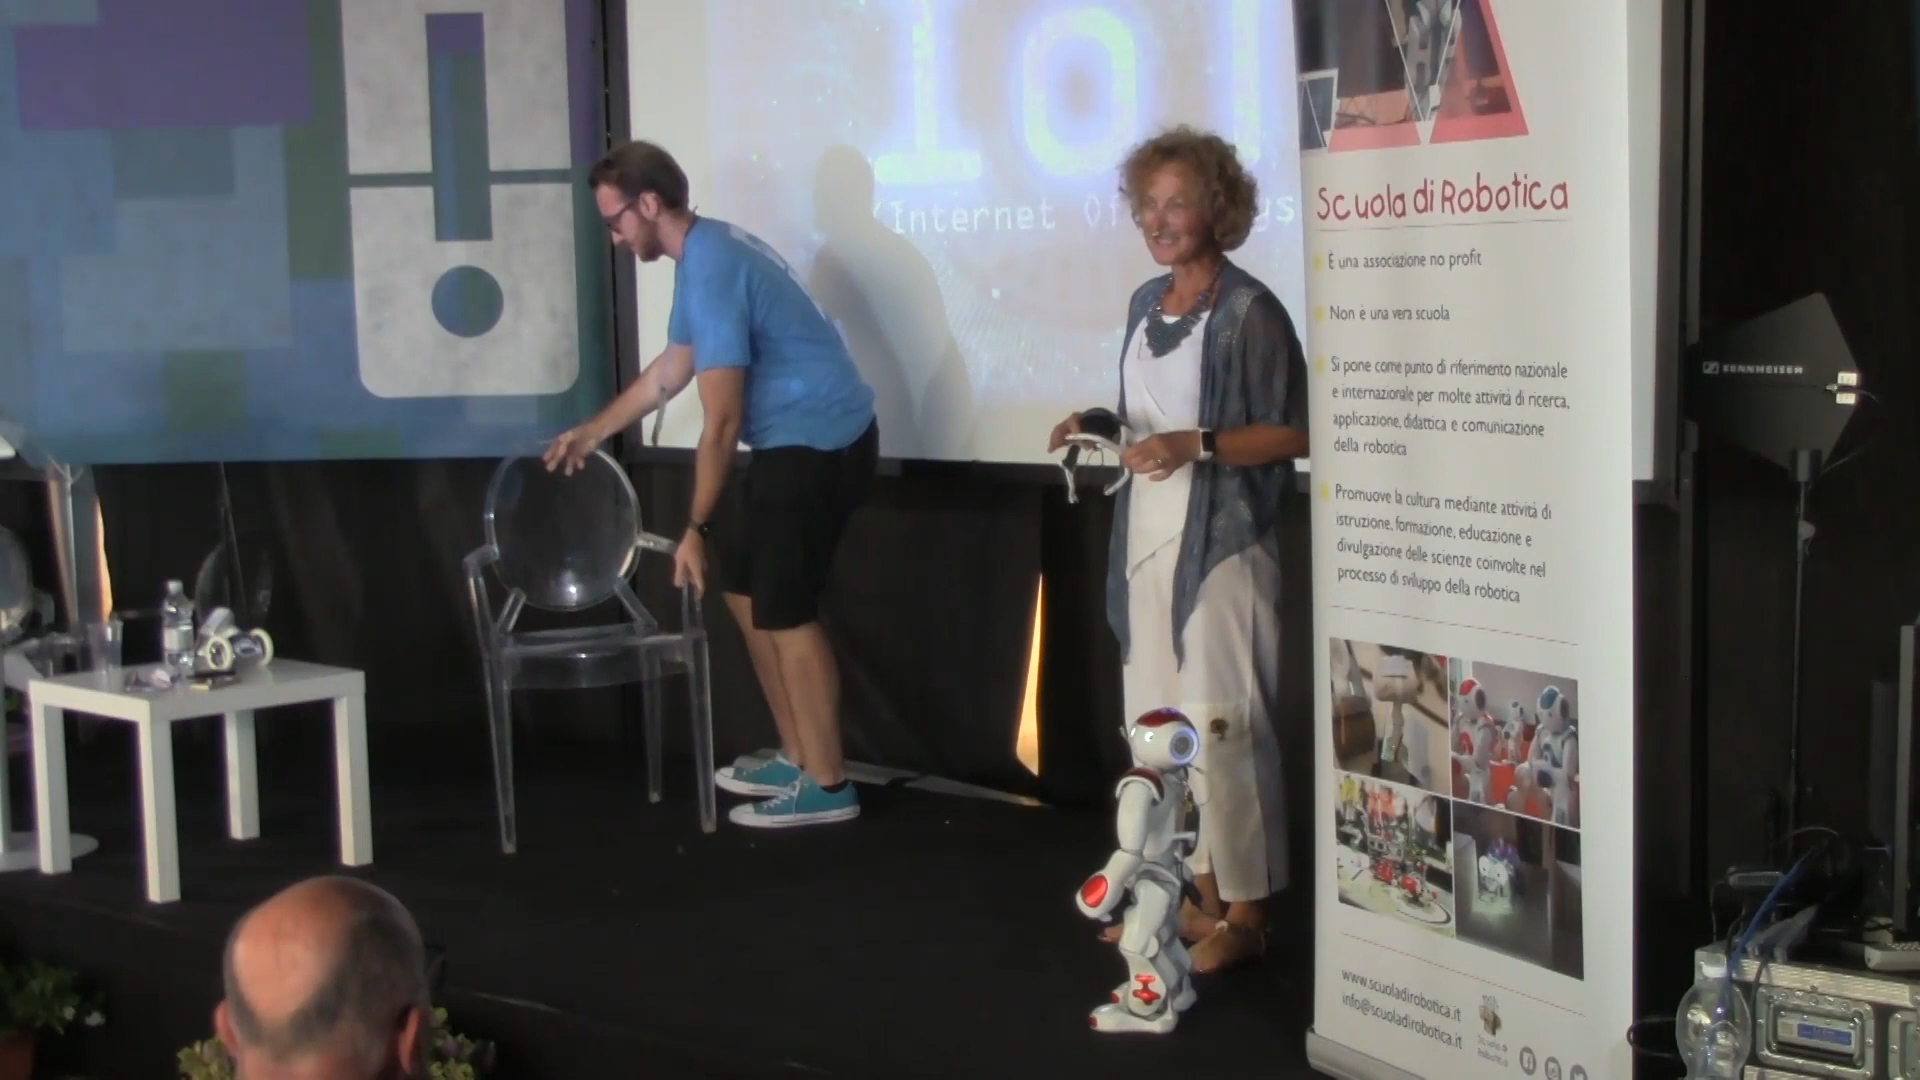 IoT
Internet Of
Scuola di Robotica
È una associazione no profit
Non è una vera scuola
Si pone come punto di riferimento nazionale
e internazionale per molte attività di ricerca,
applicazione, didattica e comunicazione
della robotica
Promuove la cultura mediante attività di
istruzione, formazione, educazione e
divulgazione delle scienze coinvolte nel
processo di sviluppo della robotica
www.scuoladirobotica.it
info@scuoladirobotica.it
Scuola di
Robotica
SENNHEISER